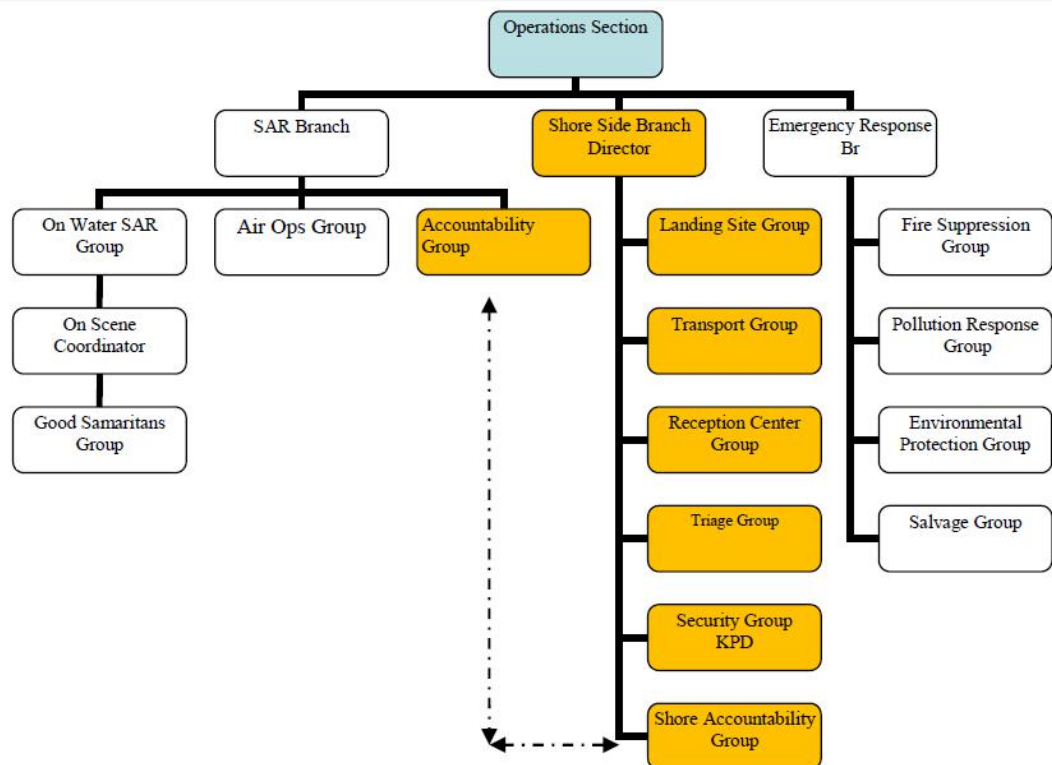 Operations Section
SAR Branch
Shore Side Branch
Director
Emergency Response
Br
On Water SAR
Group
Air Ops Group
Accountability
Group
Landing Site Group
Fire Suppression
Group
On Scene
Coordinator
Transport Group
Pollution Response
Group
Good Samaritans
Group
Reception Center
Group
Environmental
Protection Group
Triage Group
Salvage Group
Security Group
KPD
Shore Accountability
Group